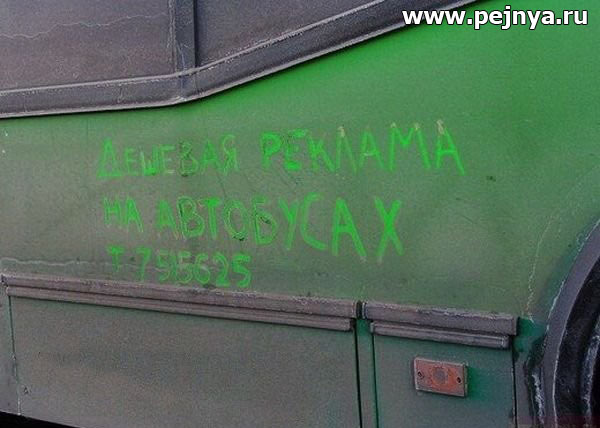 www.pejnya.ru
ДЕШЕВАЯ РЕКЛАМА
НА АВТОБУСАХ
Т 7515625